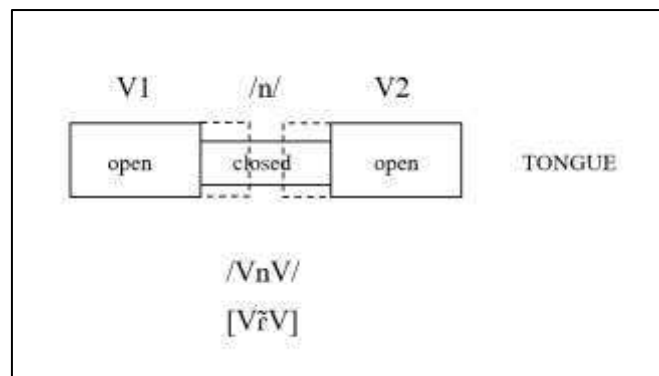 V1 /n/ V2
open closed open TONGUE
/VnV/
[Vɾ̃V]